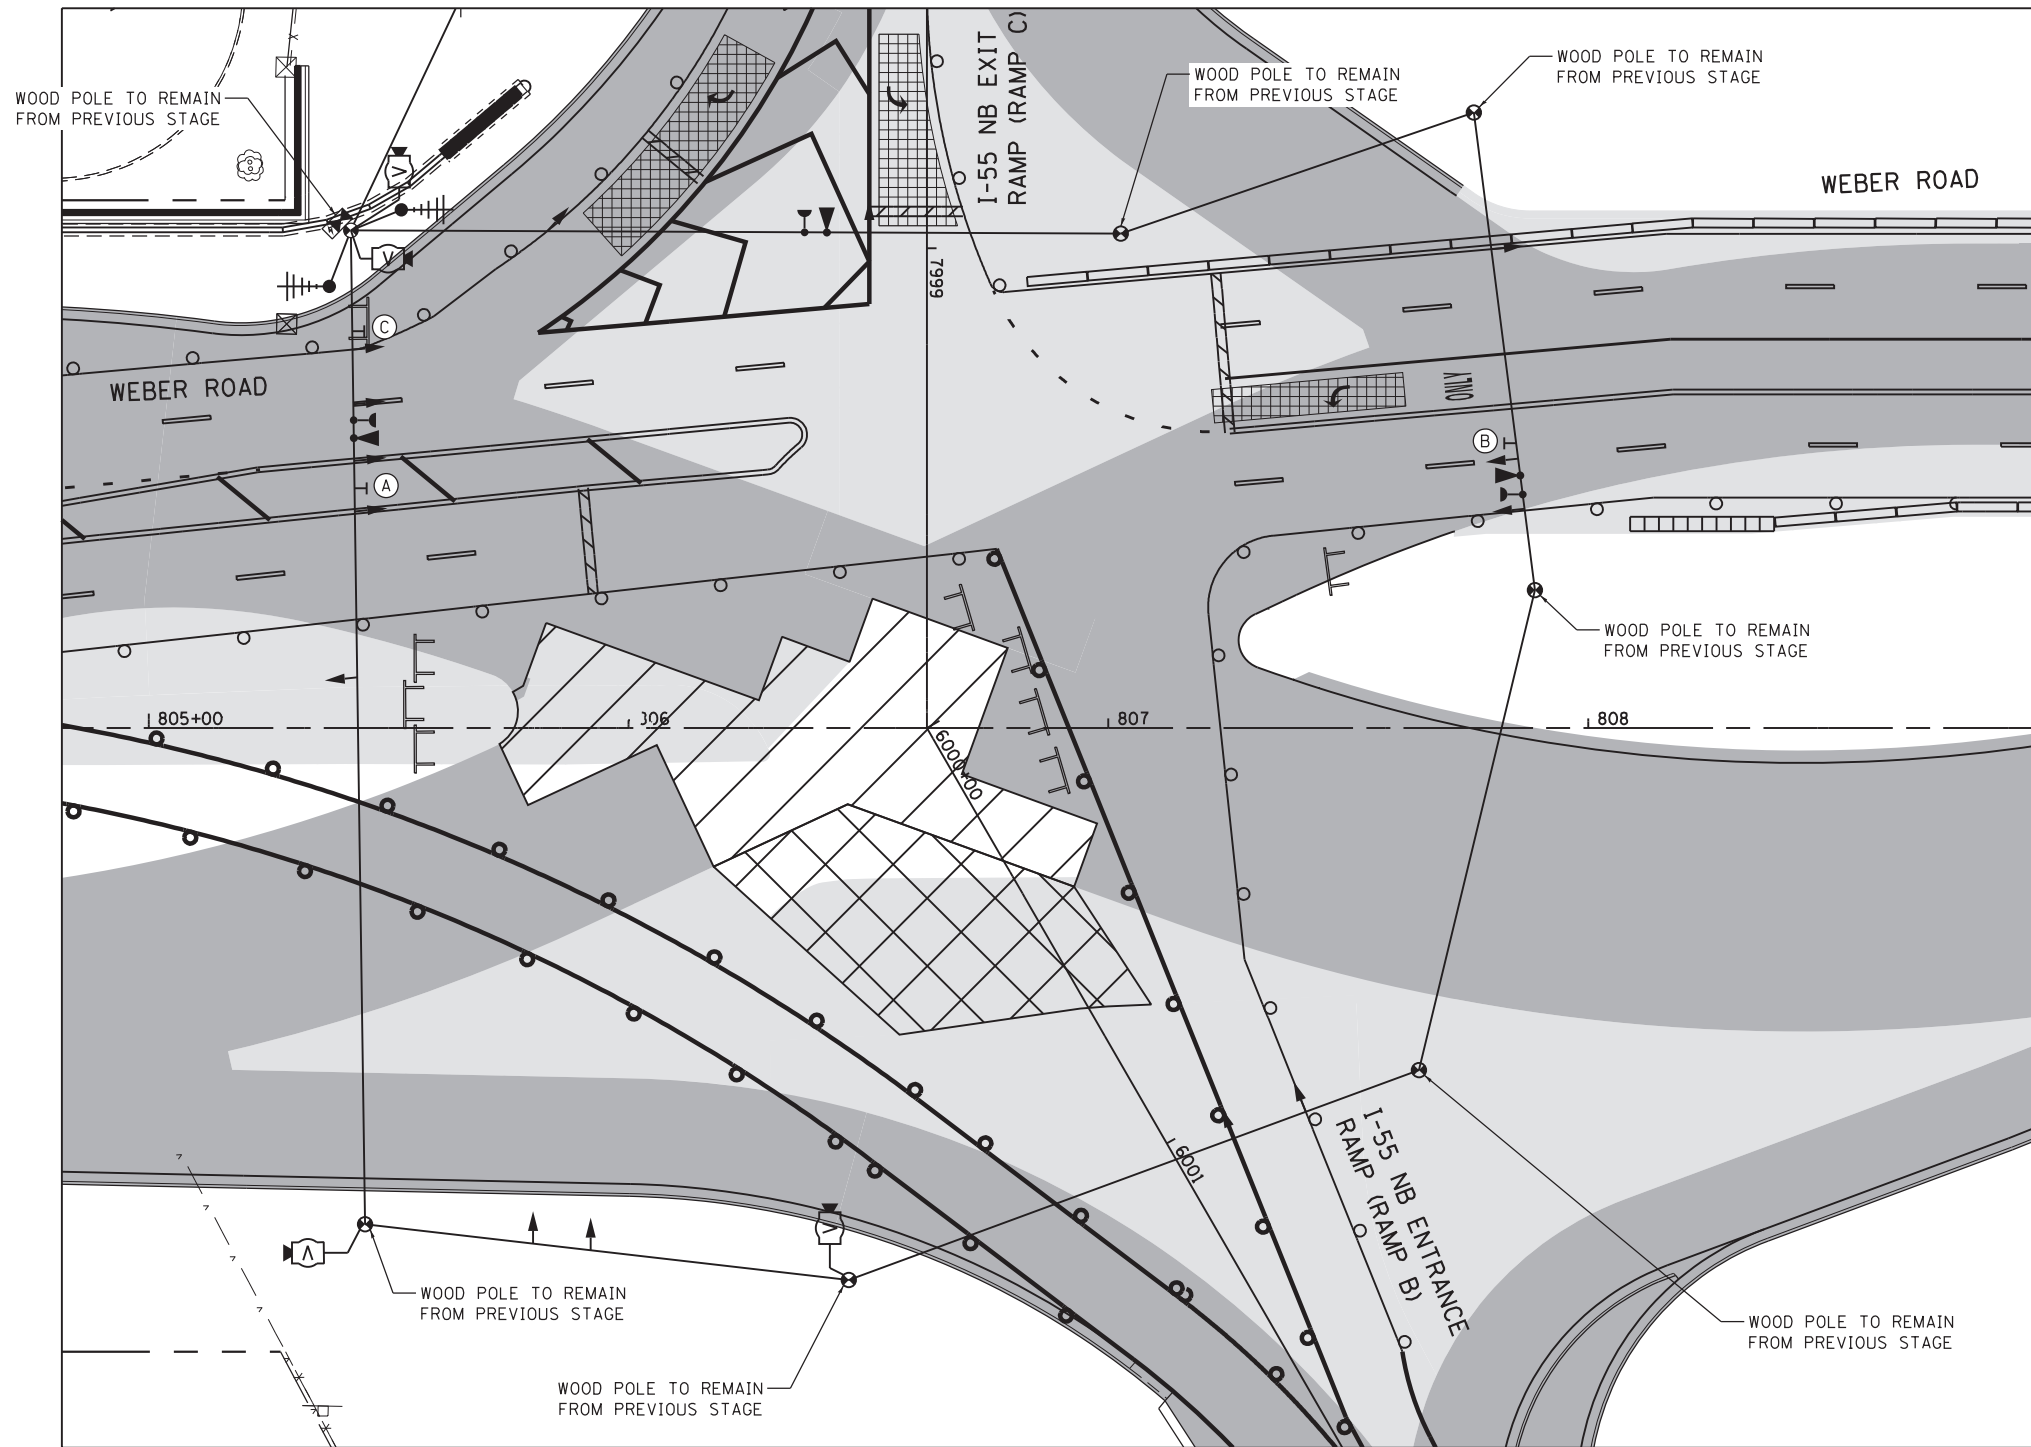 WOOD POLE TO REMAIN
FROM PREVIOUS STAGE
I-55 NB EXIT
RAMP (RAMP C)
WOOD POLE TO REMAIN
FROM PREVIOUS STAGE
WOOD POLE TO REMAIN
FROM PREVIOUS STAGE
WEBER ROAD
V
V
7999
C
WEBER ROAD
ONLY
B
A
WOOD POLE TO REMAIN
FROM PREVIOUS STAGE
805+00
306
807
808
6000+00
6001
I-55 NB ENTRANCE
RAMP (RAMP B)
V
V
WOOD POLE TO REMAIN
FROM PREVIOUS STAGE
WOOD POLE TO REMAIN
FROM PREVIOUS STAGE
WOOD POLE TO REMAIN
FROM PREVIOUS STAGE